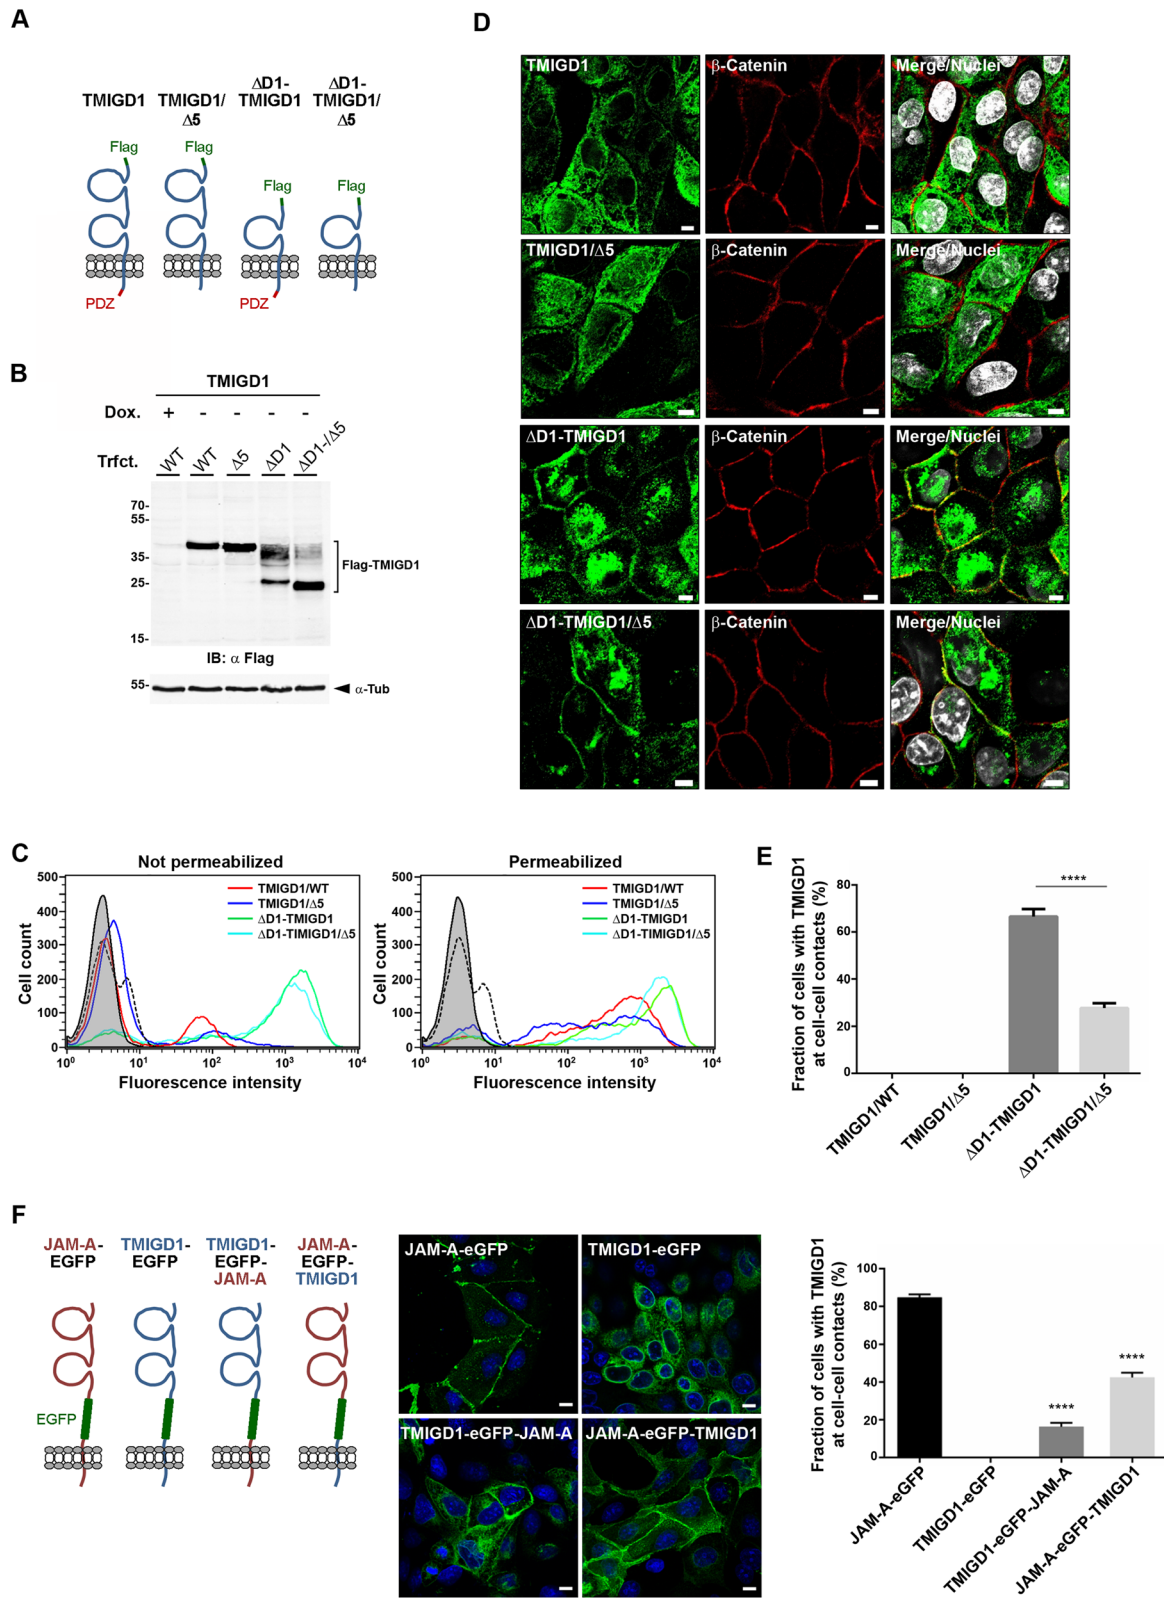 A
TMIGD1
TMIGD1/
Δ5
ΔD1-
TMIGD1
ΔD1-
TMIGD1/
Δ5
Flag
Flag
Flag
Flag
PDZ
PDZ
B
TMIGD1
Dox. + - - - -
Trfct. WT WT Δ5 ΔD1 ΔD1-/Δ5
70-
55-
35-
25-
15-
Flag-TMIGD1
IB: α Flag
55-
α-Tub
C
Not permeabilized
Cell count
500
400
300
200
100
0
TMIGD1/WT
TMIGD1/Δ5
ΔD1-TMIGD1
ΔD1-TIMIGD1/Δ5
10⁰ 10¹ 10² 10³ 10⁴
Fluorescence intensity
Permeabilized
Cell count
500
400
300
200
100
0
TMIGD1/WT
TMIGD1/Δ5
ΔD1-TMIGD1
ΔD1-TIMIGD1/Δ5
10⁰ 10¹ 10² 10³ 10⁴
Fluorescence intensity
D
TMIGD1
β-Catenin
Merge/Nuclei
TMIGD1/Δ5
β-Catenin
Merge/Nuclei
ΔD1-TMIGD1
β-Catenin
Merge/Nuclei
ΔD1-TMIGD1/Δ5
β-Catenin
Merge/Nuclei
E
Fraction of cells with TMIGD1
at cell-cell contacts (%)
80
60
40
20
0
****
TMIGD1/WT
TMIGD1/Δ5
ΔD1-TMIGD1
ΔD1-TMIGD1/Δ5
F
JAM-A-
EGFP
TMIGD1-
EGFP
TMIGD1-
EGFP-
JAM-A
JAM-A-
EGFP-
TMIGD1
EGFP
JAM-A-eGFP
TMIGD1-eGFP
TMIGD1-eGFP-JAM-A
JAM-A-eGFP-TMIGD1
Fraction of cells with TMIGD1
at cell-cell contacts (%)
100
80
60
40
20
0
****
****
JAM-A-eGFP
TMIGD1-eGFP
TMIGD1-eGFP-JAM-A
JAM-A-eGFP-TMIGD1